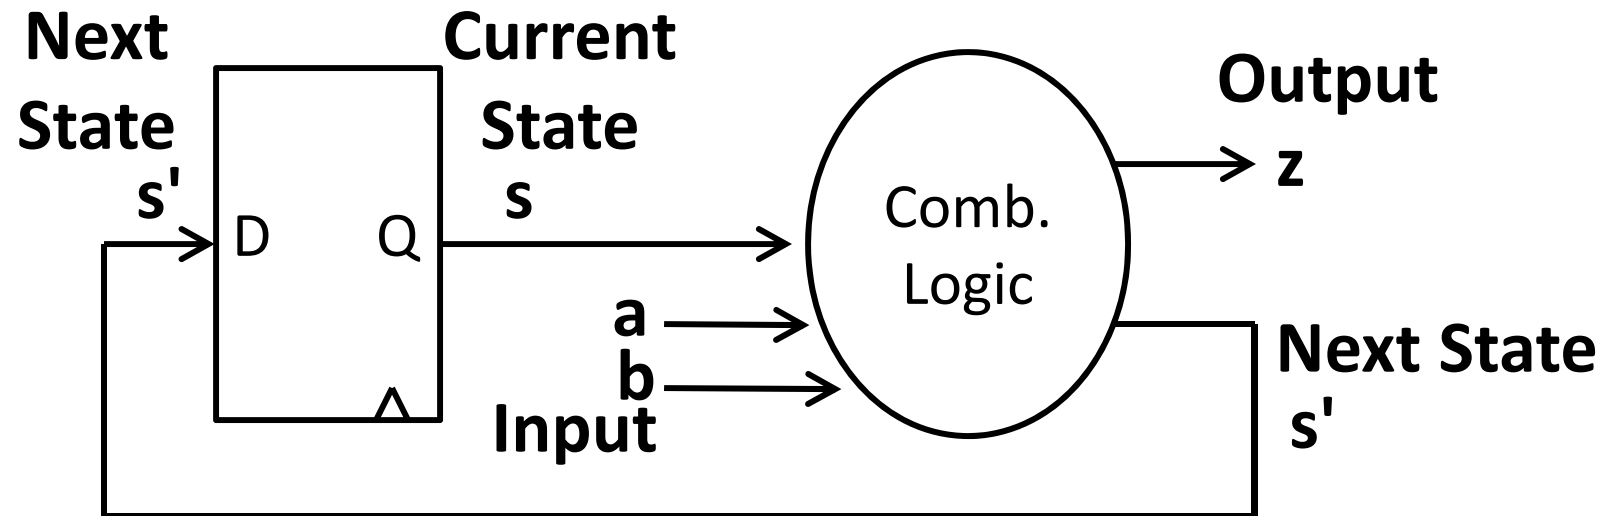 Next
State
s'
D
Q
Current
State
s
a
b
Input
Comb.
Logic
Output
z
Next State
s'